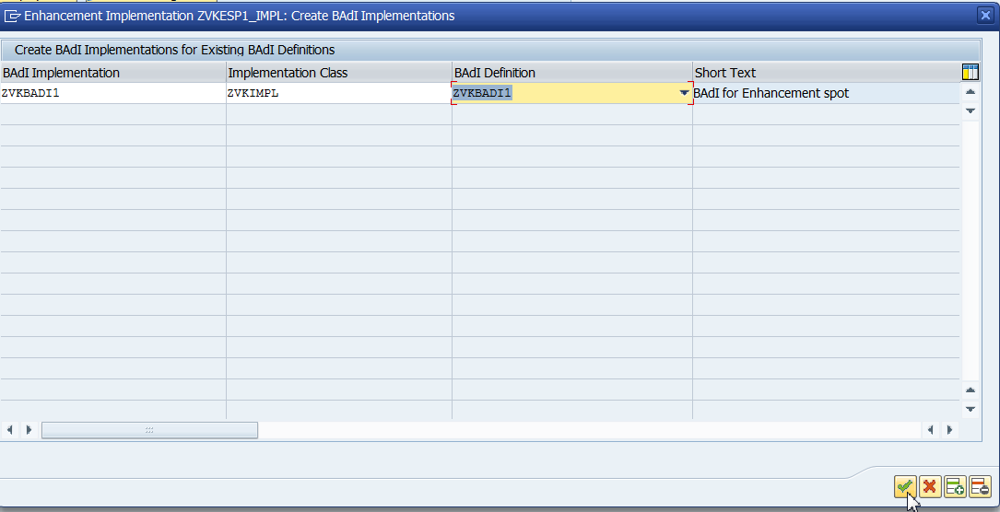 Enhancement Implementation ZVKESP1_IMPL: Create BAdI Implementations
Create BAdI Implementations for Existing BAdI Definitions
BAdI Implementation Implementation Class BAdI Definition Short Text
ZVKBADI1 ZVKIMPL ZVKBADI1 BAdI for Enhancement spot